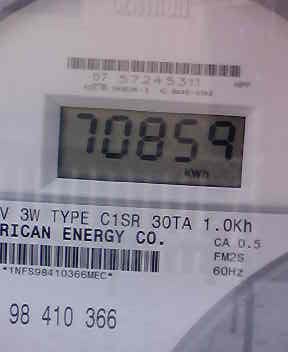 07 57245311
70859
kWh
V 3W TYPE C1SR 30TA 1.0Kh
RICAN ENERGY CO.
CA 0.5
FM2S
60Hz
*1NFS98410366MEC*
98 410 366